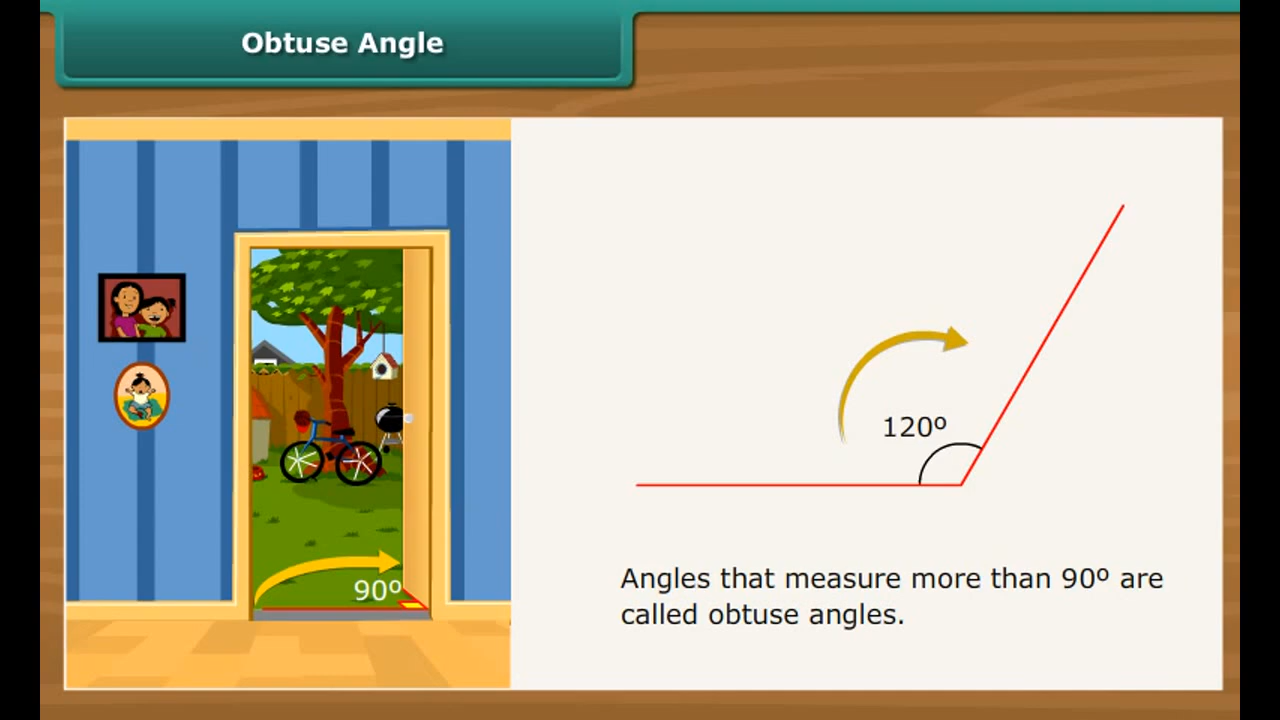 Obtuse Angle
90º
120º
Angles that measure more than 90º are
called obtuse angles.